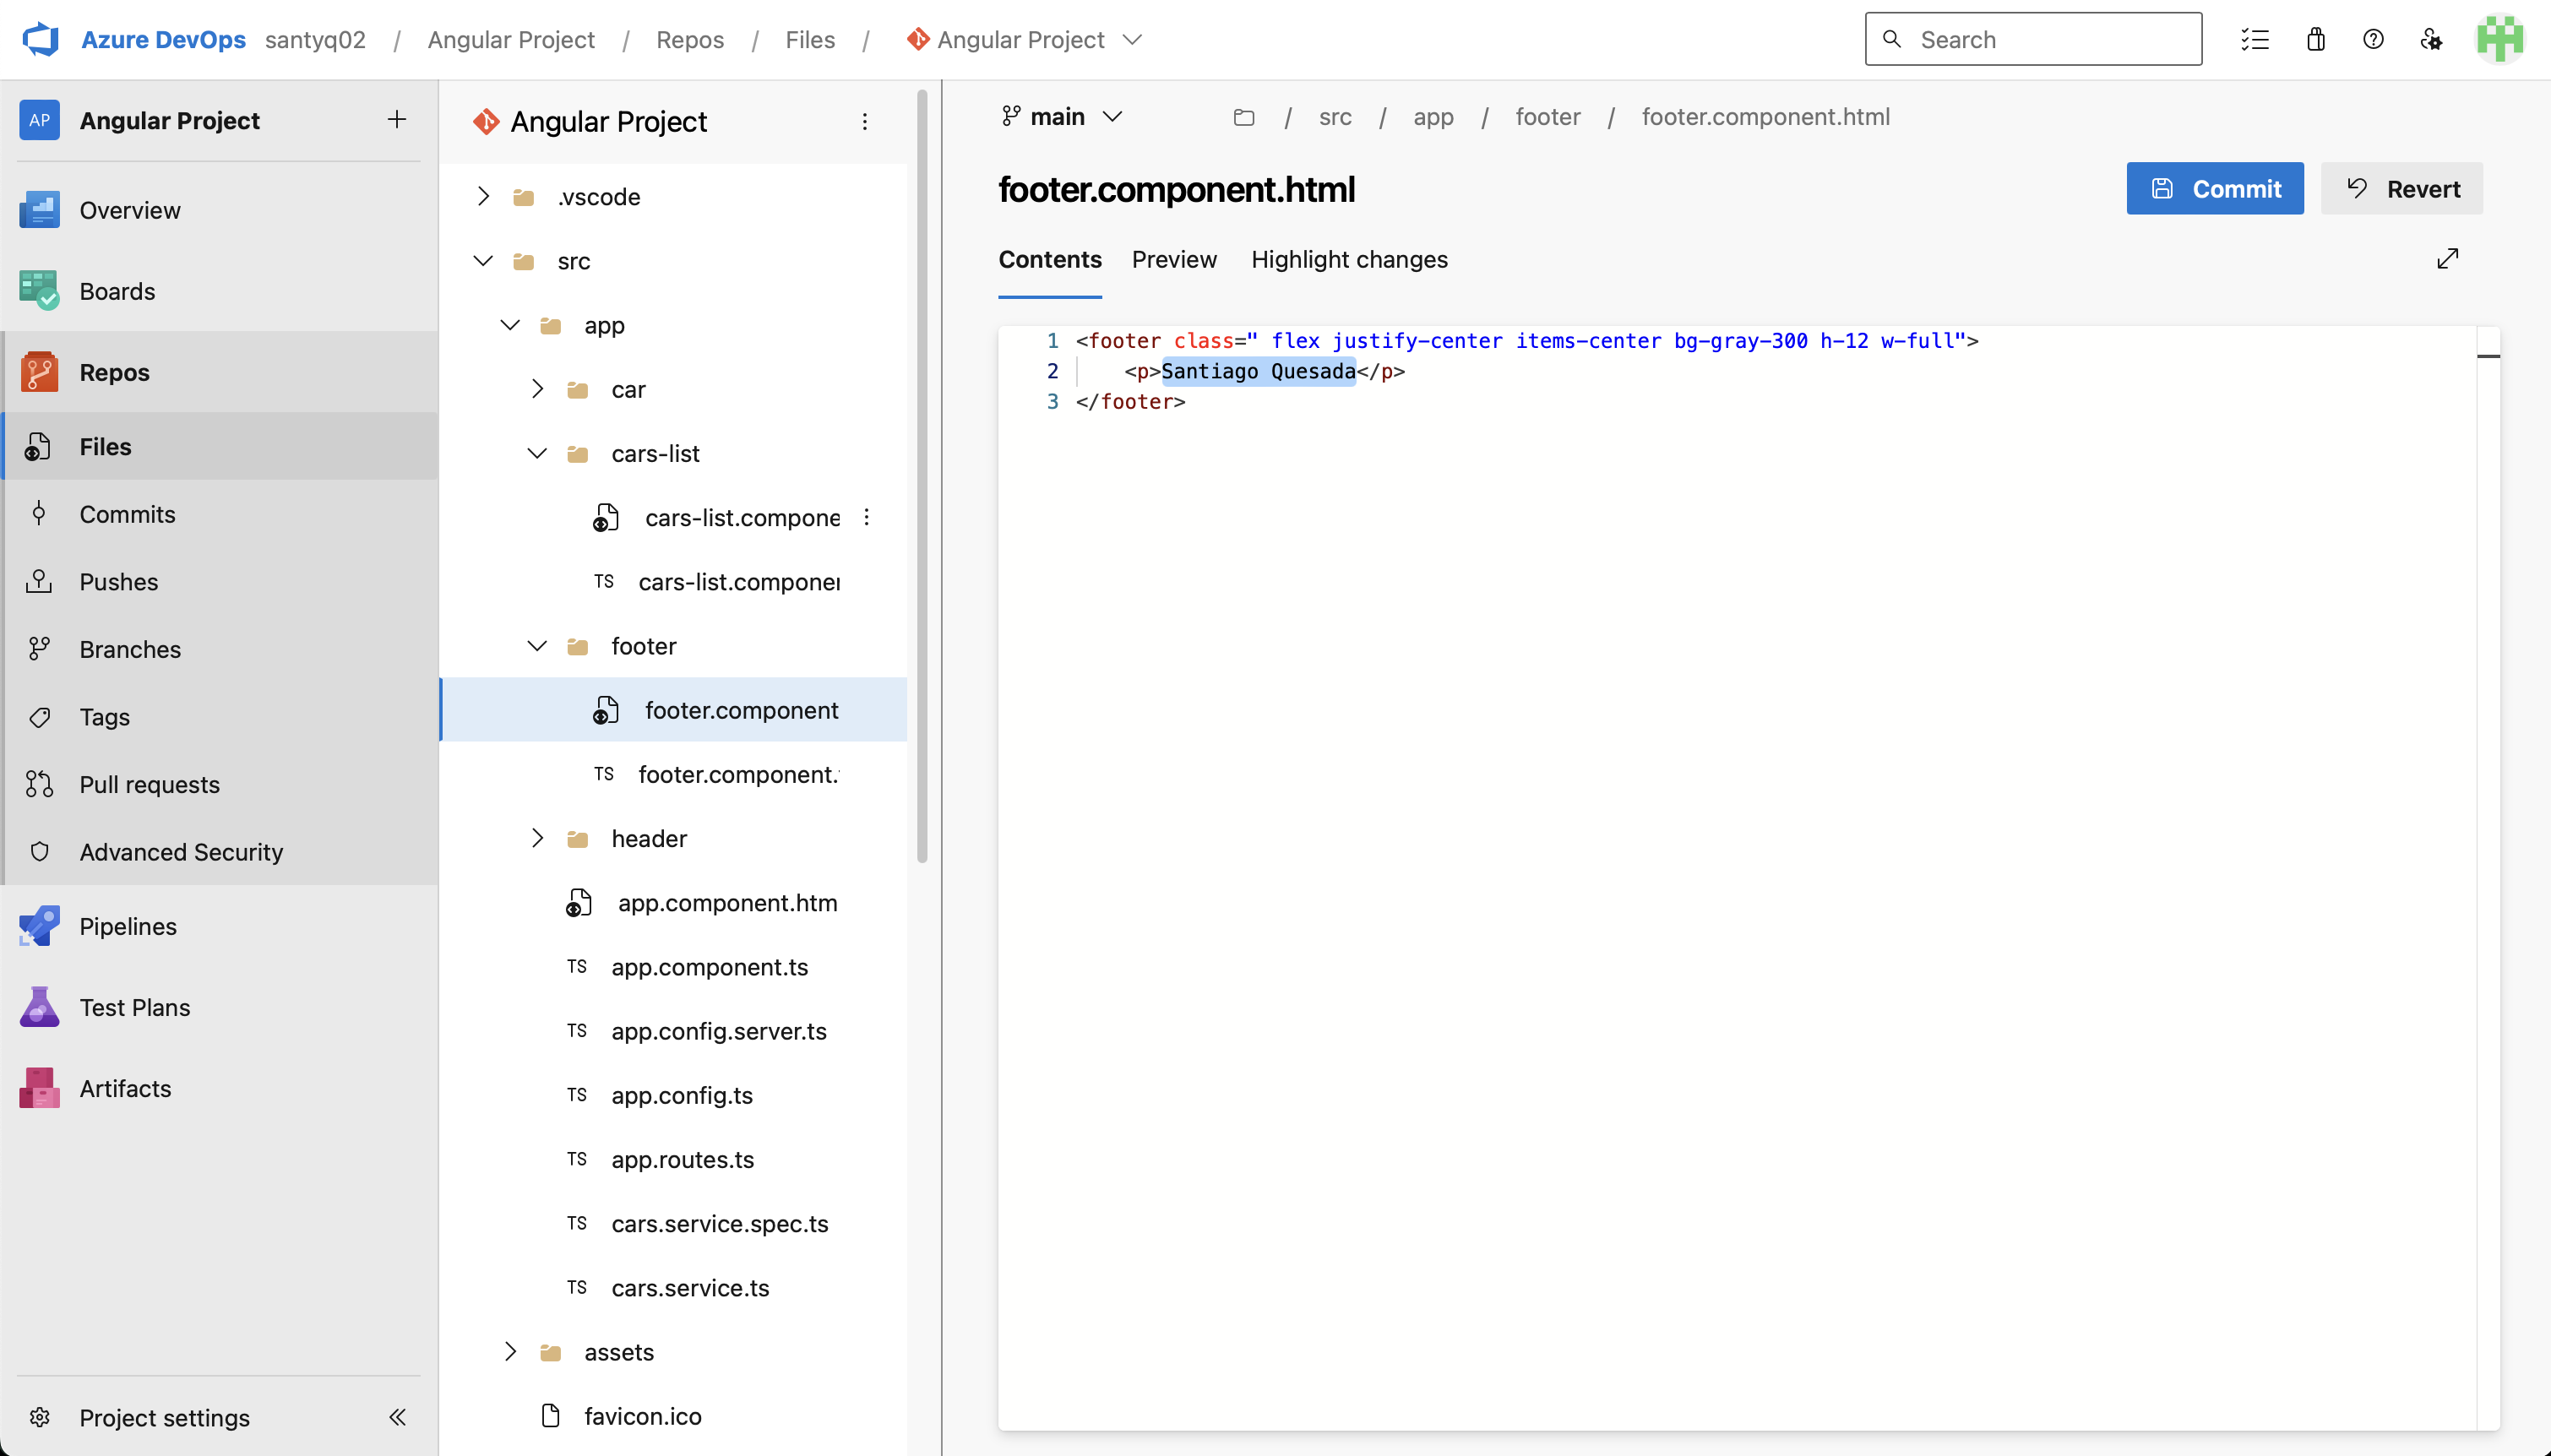 Azure DevOps santyq02 / Angular Project / Repos / Files / Angular Project
Search
AP Angular Project
Overview
Boards
Repos
Files
Commits
Pushes
Branches
Tags
Pull requests
Advanced Security
Pipelines
Test Plans
Artifacts
Project settings
Angular Project
.vscode
src
app
car
cars-list
cars-list.compone
TS cars-list.componer
footer
footer.component
TS footer.component.
header
app.component.htm
TS app.component.ts
TS app.config.server.ts
TS app.config.ts
TS app.routes.ts
TS cars.service.spec.ts
TS cars.service.ts
assets
favicon.ico
main / src / app / footer / footer.component.html
footer.component.html
Commit Revert
Contents Preview Highlight changes
1 <footer class=" flex justify-center items-center bg-gray-300 h-12 w-full">
2 <p>Santiago Quesada</p>
3 </footer>